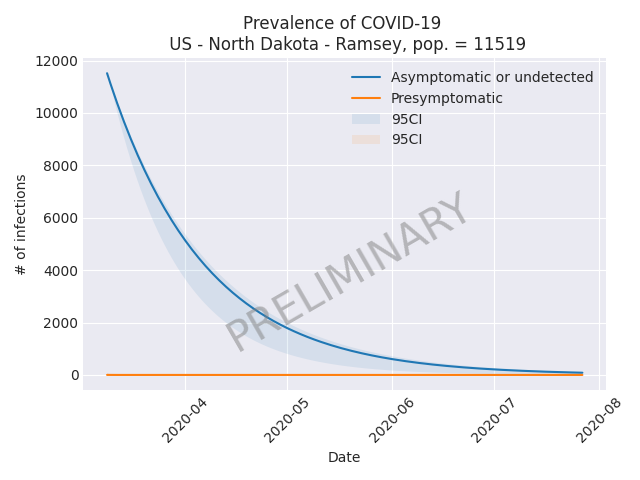 Prevalence of COVID-19
US - North Dakota - Ramsey, pop. = 11519
12000
10000
8000
6000
4000
2000
0
# of infections
Asymptomatic or undetected
Presymptomatic
95CI
95CI
PRELIMINARY
2020-04
2020-05
2020-06
2020-07
2020-08
Date